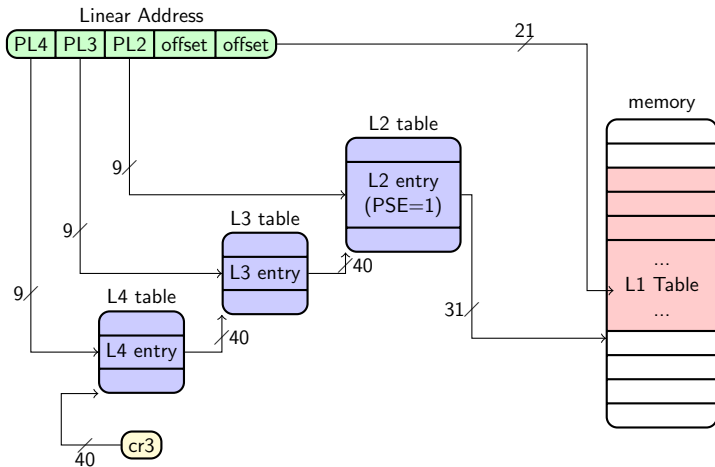 Linear Address
PL4 PL3 PL2 offset offset
21
memory
L2 table
9
L2 entry
(PSE=1)
L3 table
9
L3 entry
40
...
L1 Table
...
9
L4 table
31
40
L4 entry
cr3
40